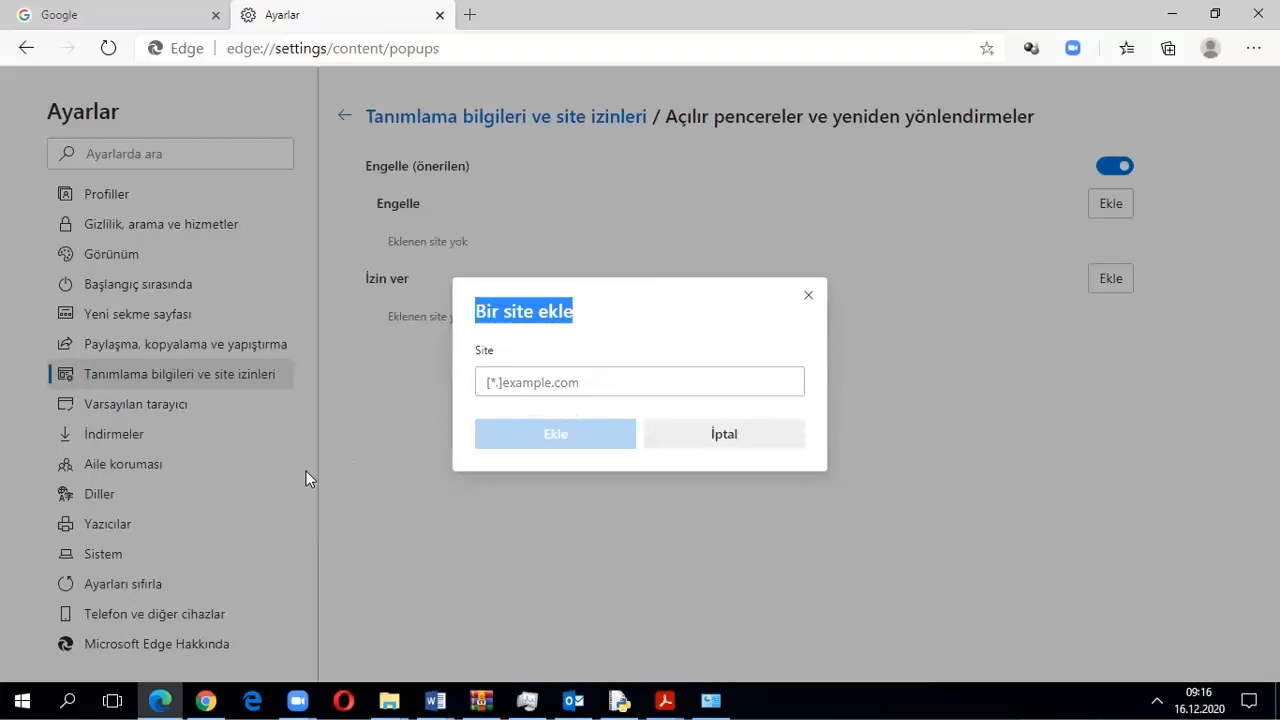 Google
Ayarlar
Edge
edge://settings/content/popups
Ayarlar
Ayarlarda ara
Profiller
Gizlilik, arama ve hizmetler
Görünüm
Başlangıç sırasında
Yeni sekme sayfası
Paylaşma, kopyalama ve yapıştırma
Tanımlama bilgileri ve site izinleri
Varsayılan tarayıcı
İndirmeler
Aile koruması
Diller
Yazıcılar
Sistem
Ayarları sıfırla
Telefon ve diğer cihazlar
Microsoft Edge Hakkında
Tanımlama bilgileri ve site izinleri / Açılır pencereler ve yeniden yönlendirmeler
Engelle (önerilen)
Engelle
Ekle
Eklenen site yok
İzin ver
Ekle
Eklenen site
Bir site ekle
Site
[*.]example.com
Ekle
İptal
09:16
16.12.2020